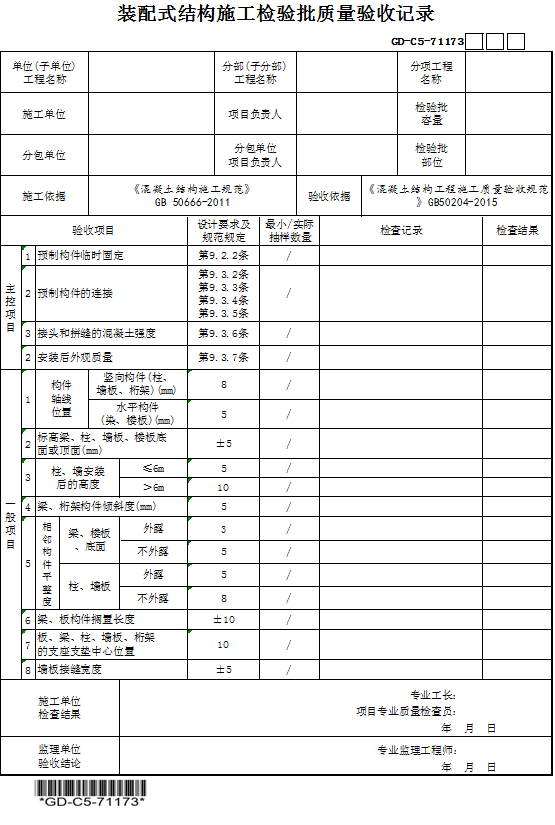 装配式结构施工检验批质量验收记录
GD-C5-71173
单位(子单位)
工程名称
分部(子分部)
工程名称
分项工程
名称
施工单位
项目负责人
检验批
容量
分包单位
分包单位
项目负责人
检验批
部位
施工依据
《混凝土结构施工规范》
GB 50666-2011
验收依据
《混凝土结构工程施工质量验收规范
》GB50204-2015
验收项目
设计要求及
规范规定
最小/实际
抽样数量
检查记录
检查结果
主控项目
1 预制构件临时固定 第9.2.2条 /
2 预制构件的连接
第9.3.2条
第9.3.3条
第9.3.4条
第9.3.5条
/
3 接头和拼缝的混凝土强度 第9.3.6条 /
2 安装后外观质量 第9.3.7条 /
一般项目
1
构件
轴线
位置
竖向构件(柱、
墙板、桁架)(mm)
8 /
水平构件
(染、楼板)(mm)
5 /
2
标高梁、柱、墙板、楼板底
面或顶面(mm)
±5 /
3
柱、墙安装
后的高度
≤6m 5 /
>6m 10 /
4 梁、桁架构件倾斜度(mm) 5 /
5
相邻构件平整度
梁、楼板
、底面
外露 3 /
不外露 5 /
柱、墙板
外露 5 /
不外露 8 /
6 梁、板构件搁置长度 ±10 /
7
板、梁、柱、墙板、桁架
的支座支垫中心位置
10 /
8 墙板接缝宽度 ±5 /
施工单位
检查结果
专业工长:
项目专业质量检查员:
年 月 日
监理单位
验收结论
专业监理工程师:
年 月 日
*GD-C5-71173*